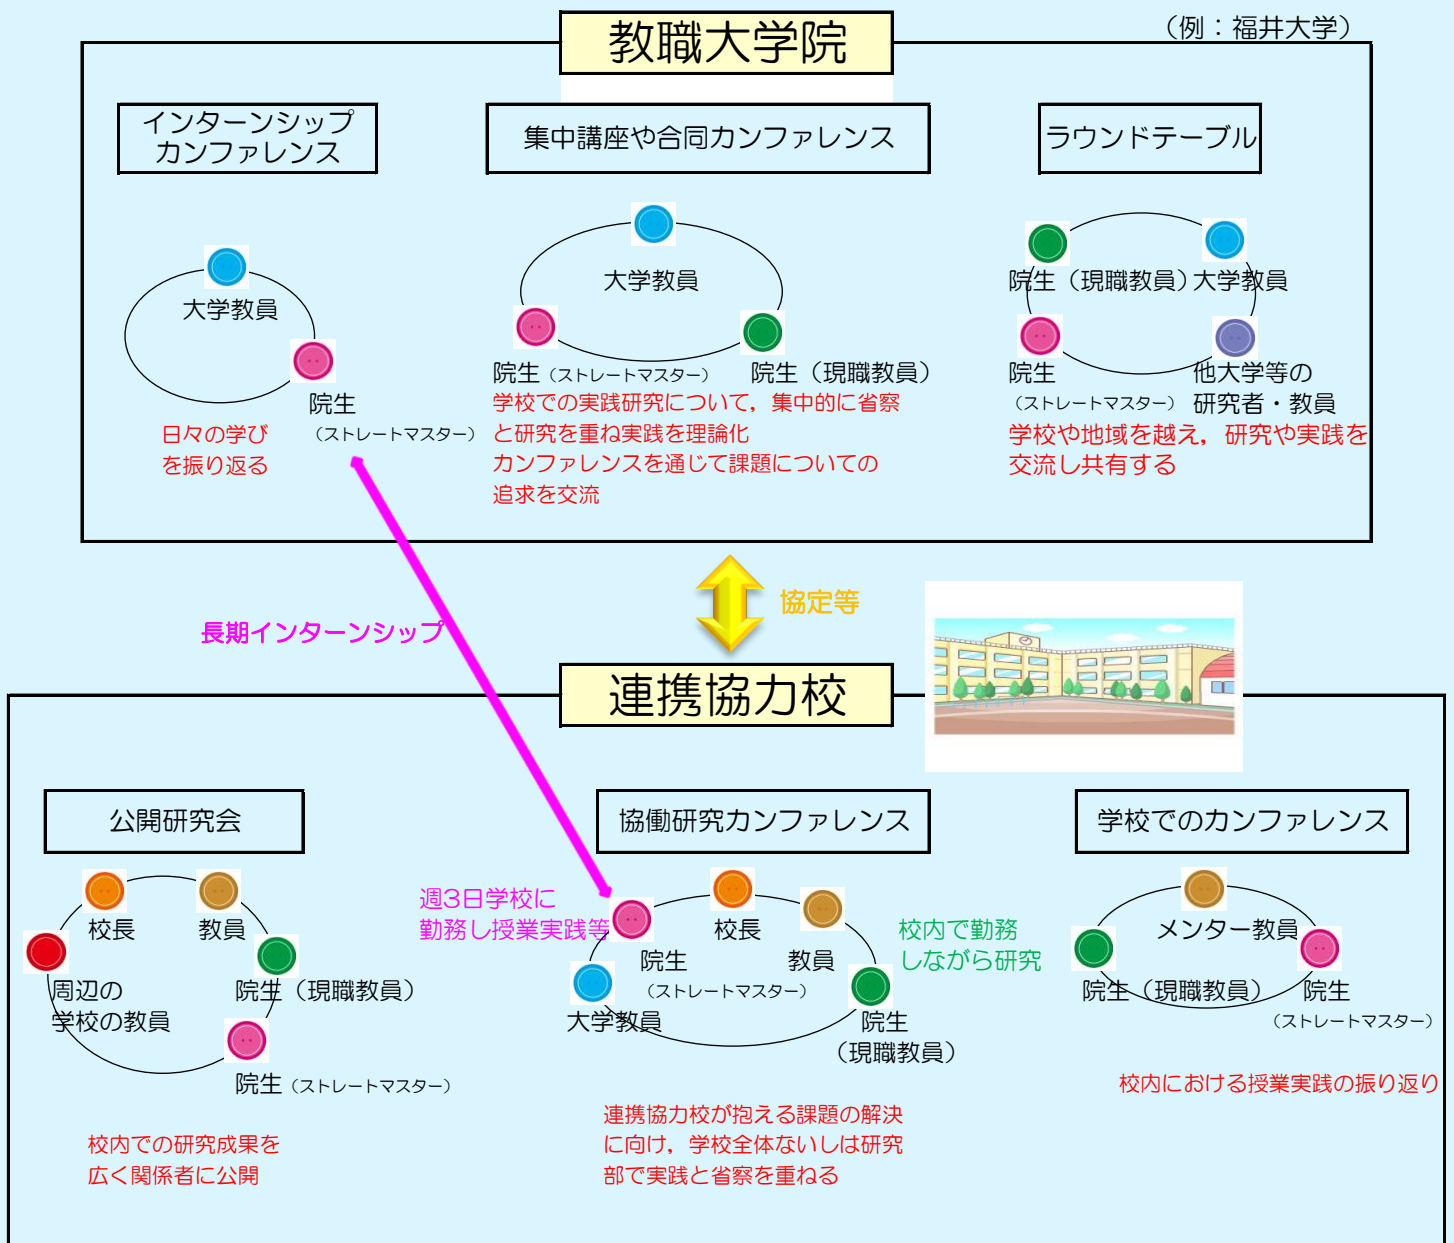 教職大学院
（例：福井大学）
インターンシップ
カンファレンス
大学教員
院生
（ストレートマスター）
日々の学び
を振り返る
集中講座や合同カンファレンス
大学教員
院生（ストレートマスター）
院生（現職教員）
学校での実践研究について，集中的に省察
と研究を重ね実践を理論化
カンファレンスを通じて課題についての
追求を交流
ラウンドテーブル
院生（現職教員）
大学教員
院生
（ストレートマスター）
他大学等の
研究者・教員
学校や地域を越え，研究や実践を
交流し共有する
長期インターンシップ
協定等
連携協力校
公開研究会
校長
教員
周辺の
学校の教員
院生（現職教員）
院生（ストレートマスター）
校内での研究成果を
広く関係者に公開
協働研究カンファレンス
週3日学校に
勤務し授業実践等
校長
院生
（ストレートマスター）
教員
大学教員
院生
（現職教員）
校内で勤務
しながら研究
連携協力校が抱える課題の解決
に向け，学校全体ないしは研究
部で実践と省察を重ねる
学校でのカンファレンス
メンター教員
院生（現職教員）
院生
（ストレートマスター）
校内における授業実践の振り返り